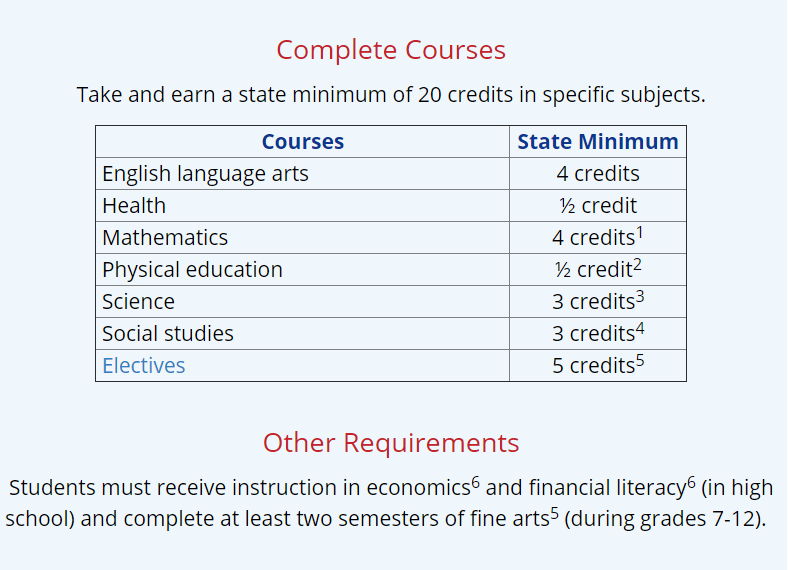 Complete Courses
Take and earn a state minimum of 20 credits in specific subjects.
Courses State Minimum
English language arts 4 credits
Health ½ credit
Mathematics 4 credits¹
Physical education ½ credit²
Science 3 credits³
Social studies 3 credits⁴
Electives 5 credits⁵
Other Requirements
Students must receive instruction in economics⁶ and financial literacy⁶ (in high
school) and complete at least two semesters of fine arts⁵ (during grades 7-12).